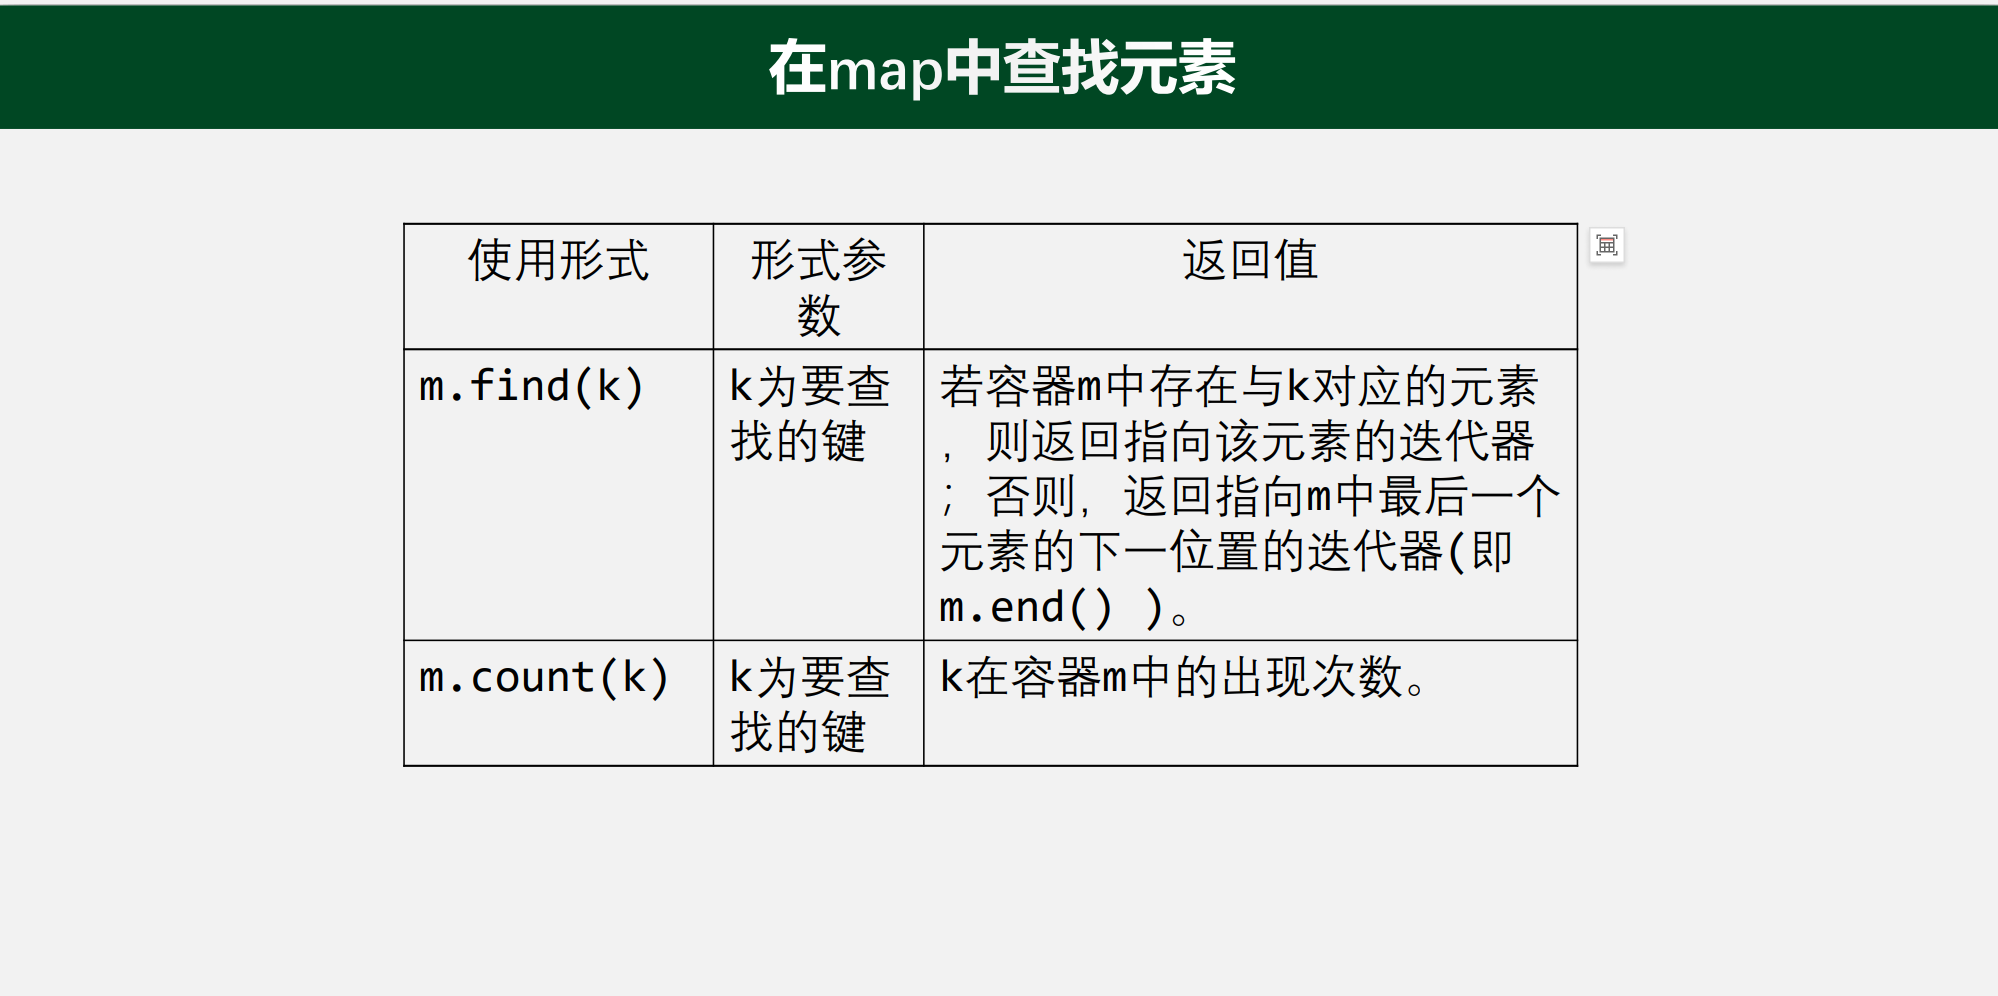 在map中查找元素
使用形式
形式参
数
返回值
m.find(k)
k为要查
找的键
若容器m中存在与k对应的元素
，则返回指向该元素的迭代器
；否则，返回指向m中最后一个
元素的下一位置的迭代器(即
m.end() )。
m.count(k)
k为要查
找的键
k在容器m中的出现次数。